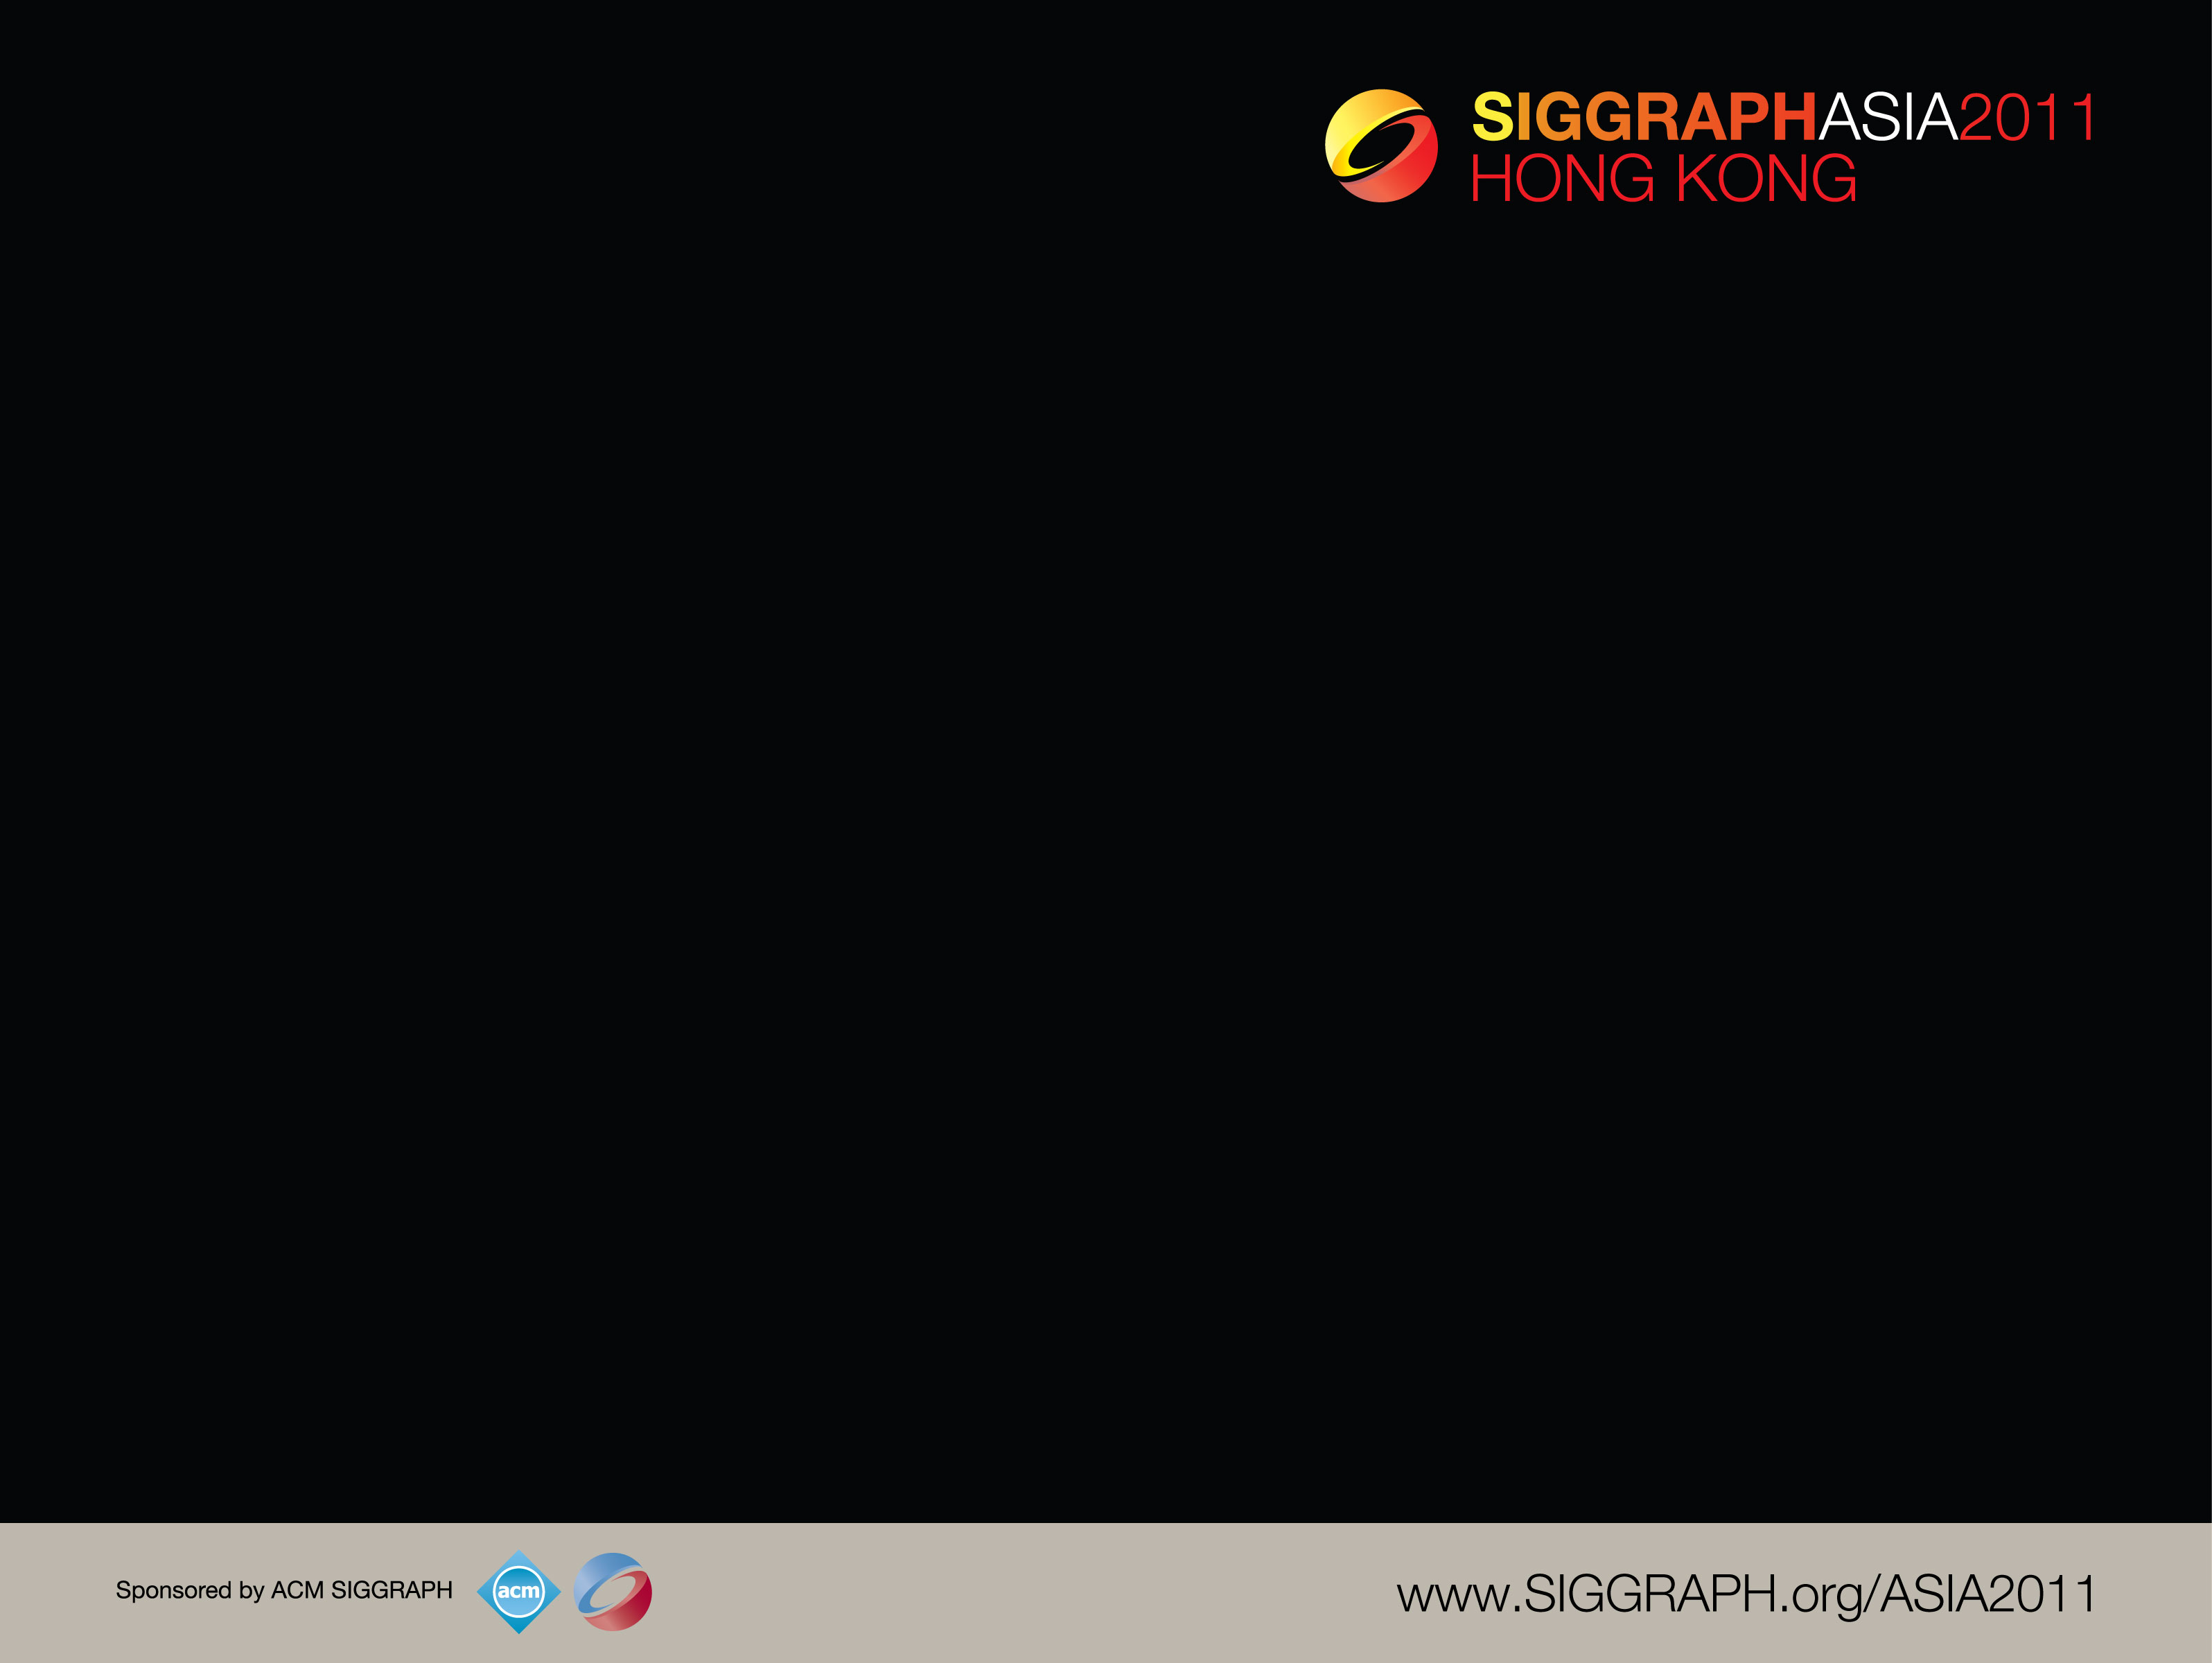 SIGGRAPHASIA2011
HONG KONG
Sponsored by ACM SIGGRAPH
acm
www.SIGGRAPH.org/ASIA2011